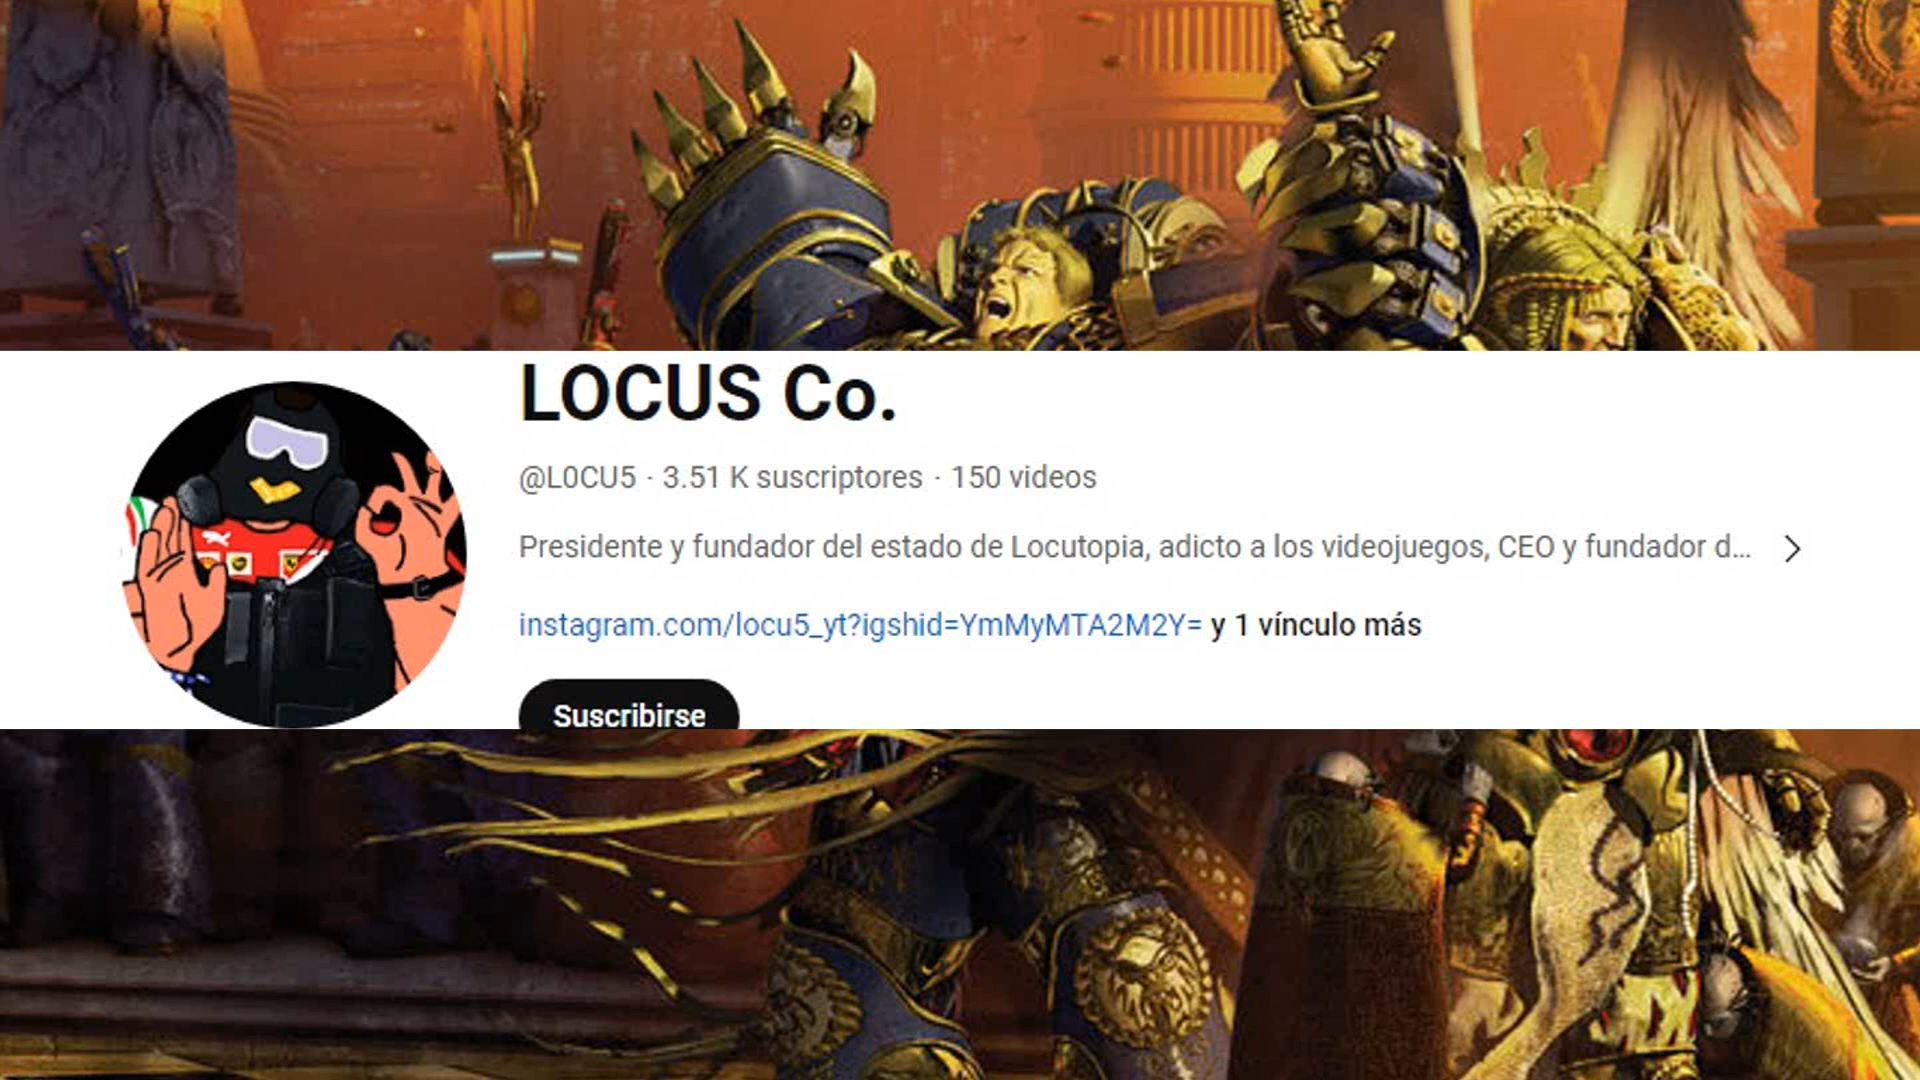 LOCUS Co.
@L0CU5 · 3.51 K suscriptores · 150 videos
Presidente y fundador del estado de Locutopia, adicto a los videojuegos, CEO y fundador d...
instagram.com/locu5_yt?igshid=YmMyMTA2M2Y= y 1 vínculo más
Suscribirse